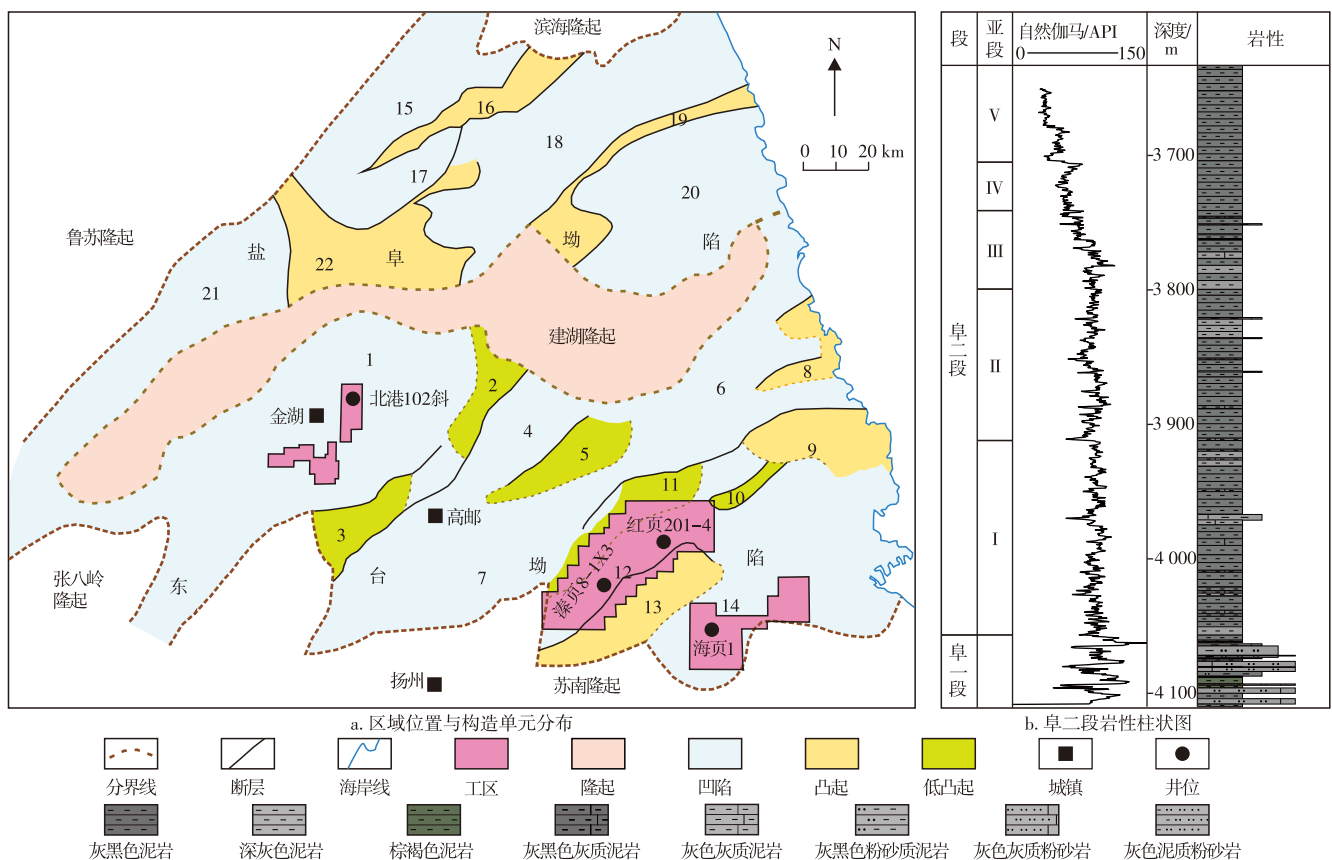 滨海隆起
N
0 10 20 km
15
16
17
18
19
20
鲁苏隆起
盐
阜
坳
陷
21
22
建湖隆起
1
2
北港102斜
金湖
6
8
4
5
9
3
高邮
11
10
红页201-4
溱页8-1X3
12
13
14
海页1
张八岭
隆起
东
台
7
坳
陷
扬州
苏南隆起
a. 区域位置与构造单元分布
段
亚段
自然伽马/API
0 150
深度/
m
岩性
V
IV
III
II
I
阜二段
阜一段
3 700
3 800
3 900
4 000
4 100
b. 阜二段岩性柱状图
分界线 断层 海岸线 工区 隆起 凹陷 凸起 低凸起 城镇 井位
灰黑色泥岩 深灰色泥岩 棕褐色泥岩 灰黑色灰质泥岩 灰色灰质泥岩 灰黑色粉砂质泥岩 灰色灰质粉砂岩 灰色泥质粉砂岩